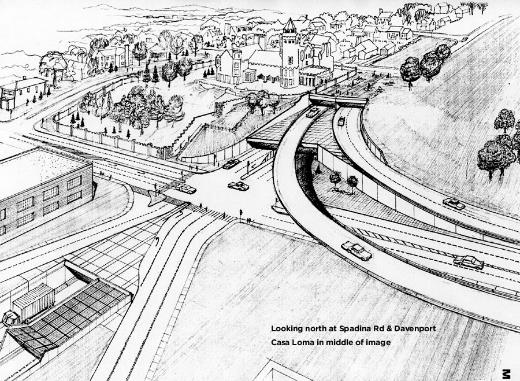 Looking north at Spadina Rd & Davenport
Casa Loma in middle of image
M